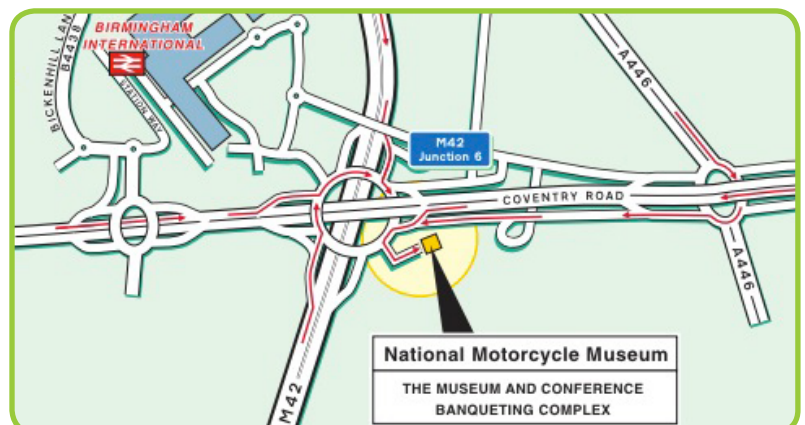 BIRMINGHAM
INTERNATIONAL
BICKENHILL LAN
B4438
STATION WAY
M42
Junction 6
A446
COVENTRY ROAD
A446
M42
National Motorcycle Museum
THE MUSEUM AND CONFERENCE
BANQUETING COMPLEX